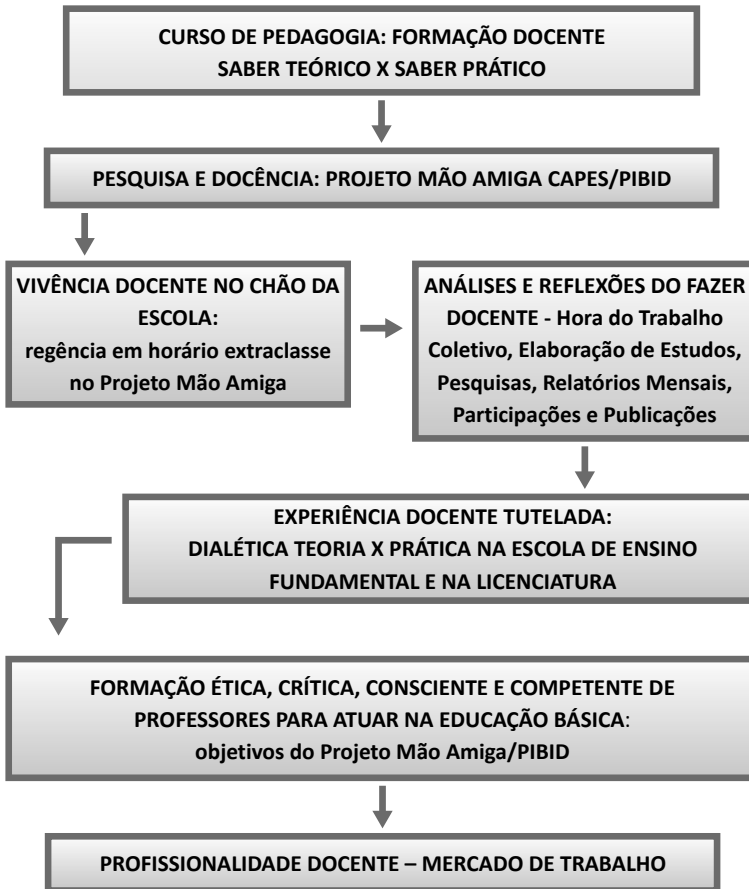 CURSO DE PEDAGOGIA: FORMAÇÃO DOCENTE
SABER TEÓRICO X SABER PRÁTICO
PESQUISA E DOCÊNCIA: PROJETO MÃO AMIGA CAPES/PIBID
VIVÊNCIA DOCENTE NO CHÃO DA
ESCOLA:
regência em horário extraclasse
no Projeto Mão Amiga
ANÁLISES E REFLEXÕES DO FAZER
DOCENTE - Hora do Trabalho
Coletivo, Elaboração de Estudos,
Pesquisas, Relatórios Mensais,
Participações e Publicações
EXPERIÊNCIA DOCENTE TUTELADA:
DIALÉTICA TEORIA X PRÁTICA NA ESCOLA DE ENSINO
FUNDAMENTAL E NA LICENCIATURA
FORMAÇÃO ÉTICA, CRÍTICA, CONSCIENTE E COMPETENTE DE
PROFESSORES PARA ATUAR NA EDUCAÇÃO BÁSICA:
objetivos do Projeto Mão Amiga/PIBID
PROFISSIONALIDADE DOCENTE – MERCADO DE TRABALHO